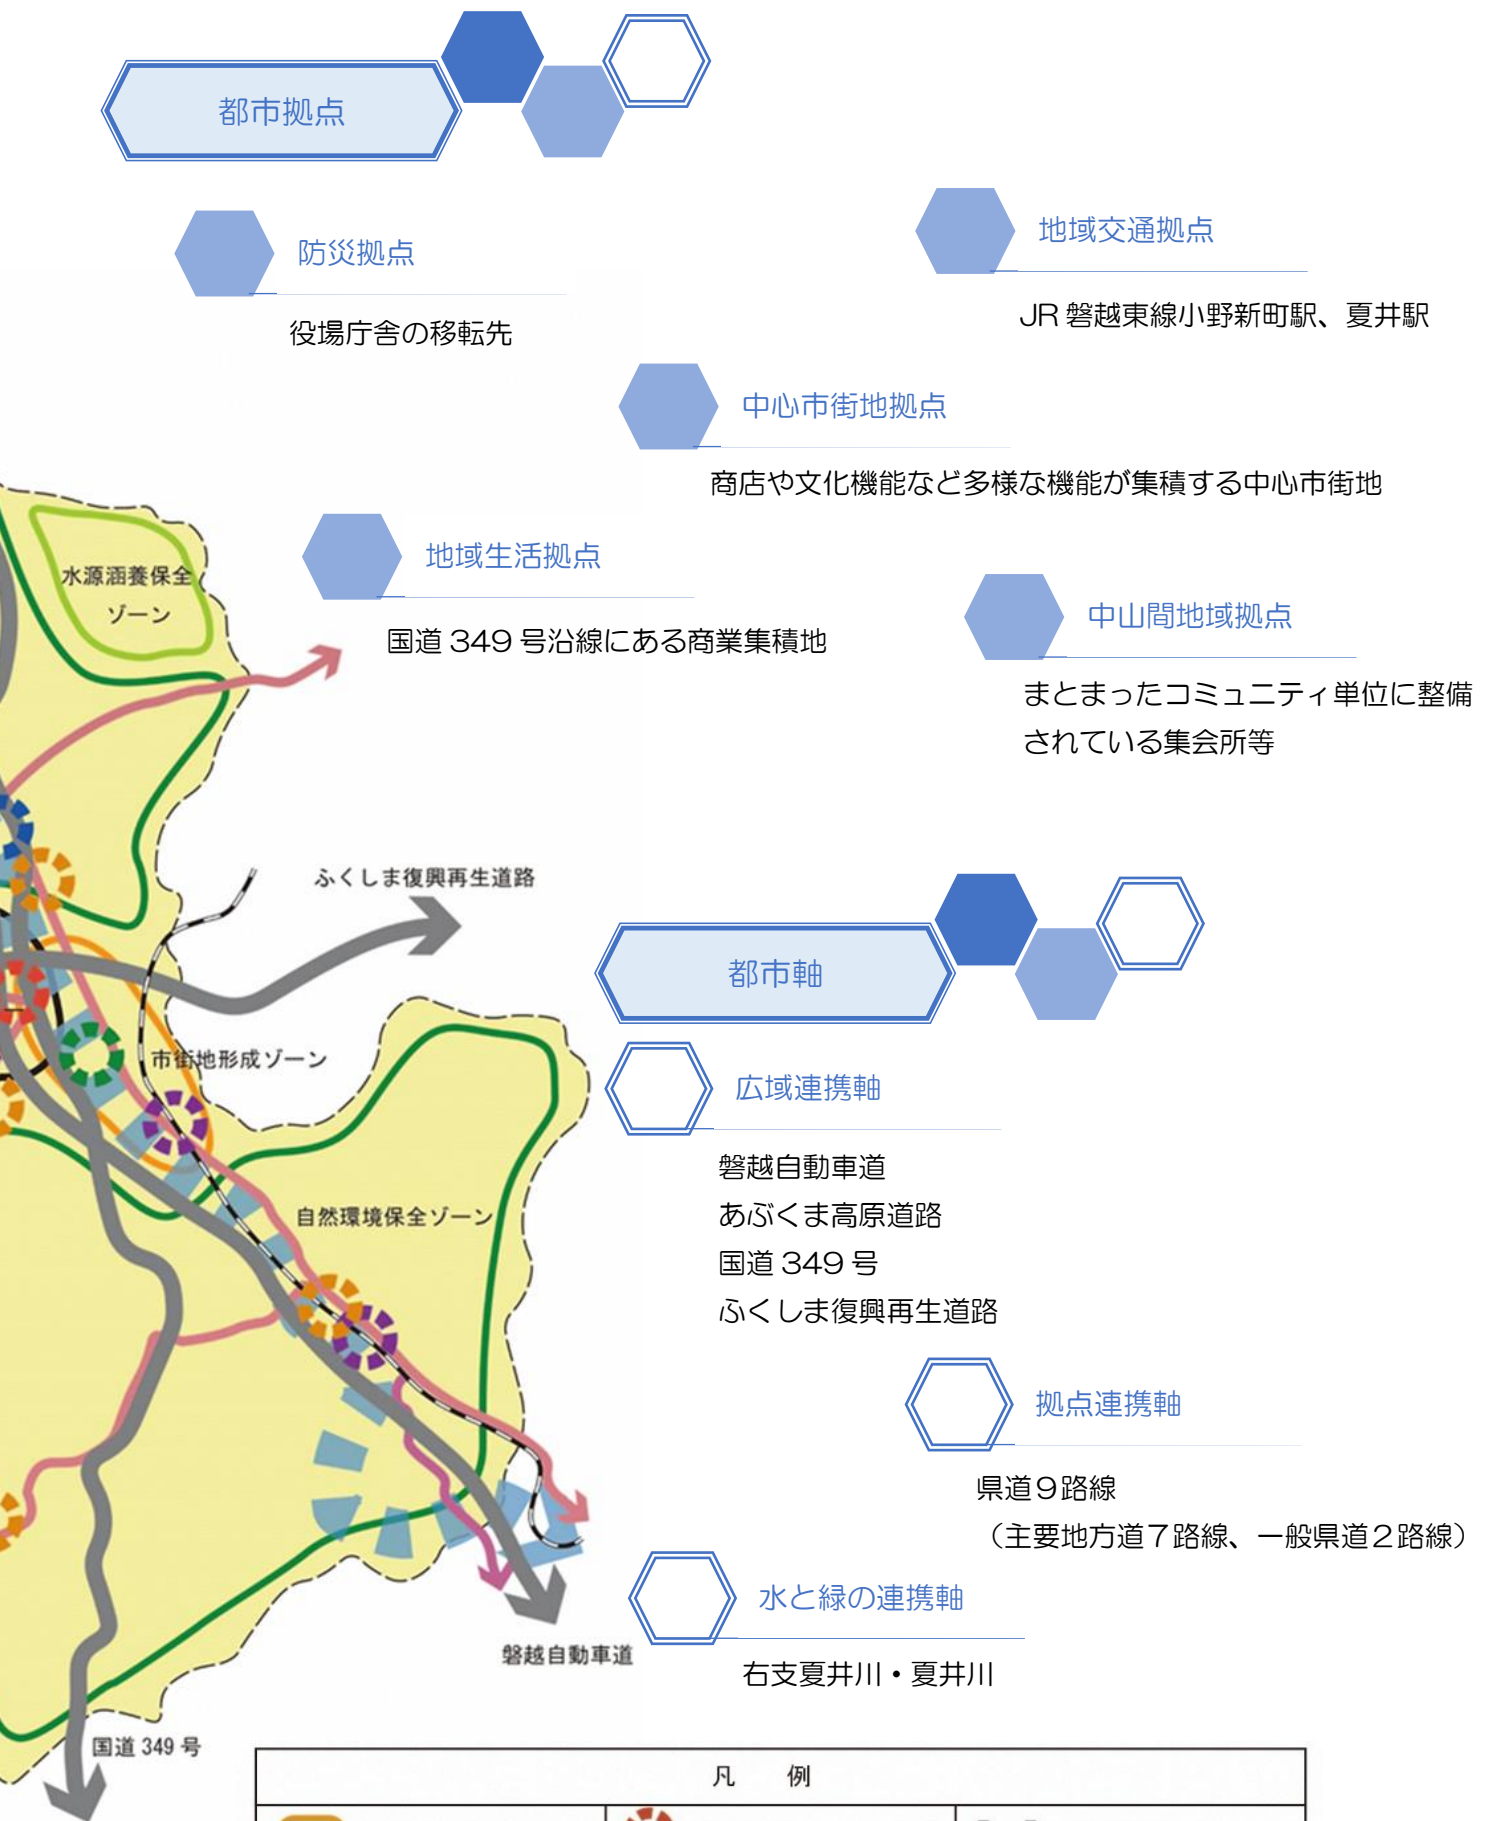 都市拠点
防災拠点
役場庁舎の移転先
地域交通拠点
JR 磐越東線小野新町駅、夏井駅
中心市街地拠点
商店や文化機能など多様な機能が集積する中心市街地
地域生活拠点
国道 349 号沿線にある商業集積地
中山間地域拠点
まとまったコミュニティ単位に整備
されている集会所等
水源涵養保全
ゾーン
ふくしま復興再生道路
市街地形成ゾーン
自然環境保全ゾーン
磐越自動車道
国道 349 号
都市軸
広域連携軸
磐越自動車道
あぶくま高原道路
国道 349 号
ふくしま復興再生道路
拠点連携軸
県道９路線
（主要地方道７路線、一般県道２路線）
水と緑の連携軸
右支夏井川・夏井川
凡　例